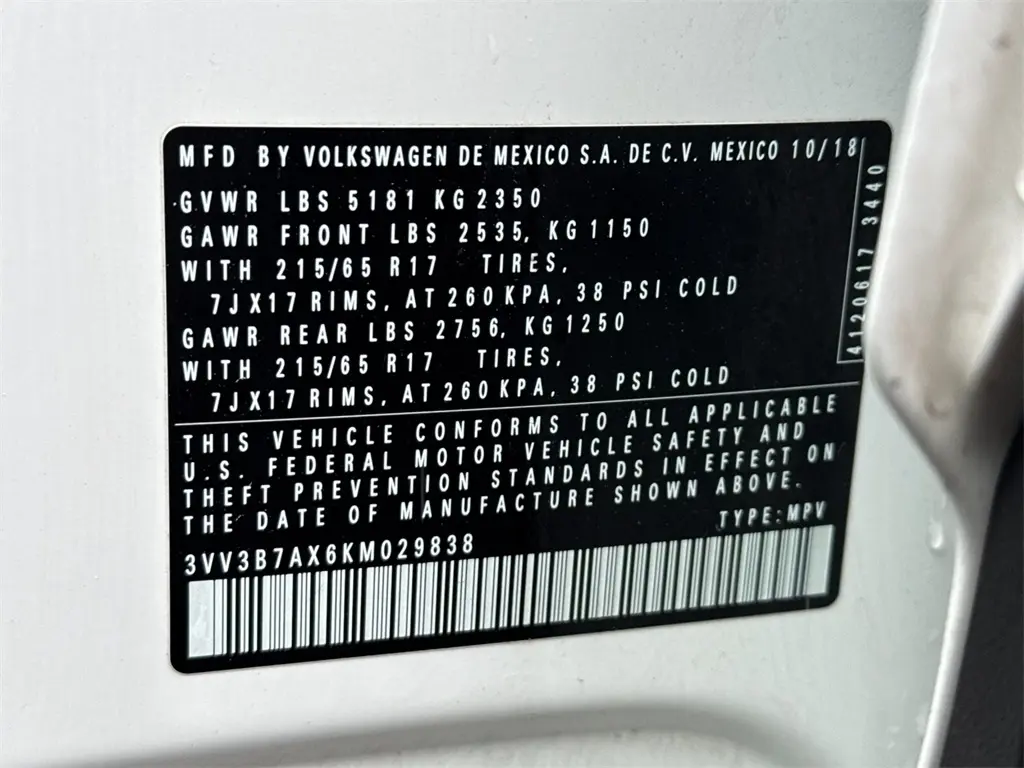 MFD BY VOLKSWAGEN DE MEXICO S.A. DE C.V. MEXICO 10/18
GVWR LBS 5181 KG 2350
GAWR FRONT LBS 2535, KG 1150
WITH 215/65 R17 TIRES,
7JX17 RIMS, AT 260 KPA, 38 PSI COLD
GAWR REAR LBS 2756, KG 1250
WITH 215/65 R17 TIRES,
7JX17 RIMS, AT 260 KPA, 38 PSI COLD
4120617 3440
THIS VEHICLE CONFORMS TO ALL APPLICABLE
U.S. FEDERAL MOTOR VEHICLE SAFETY AND
THEFT PREVENTION STANDARDS IN EFFECT ON
THE DATE OF MANUFACTURE SHOWN ABOVE.
TYPE: MPV
3VV3B7AX6KM029838